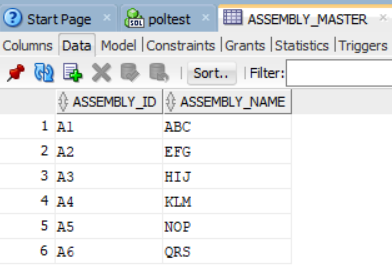 Start Page × poltest × ASSEMBLY_MASTER ×
Columns Data Model Constraints Grants Statistics Triggers
Sort.. Filter:
ASSEMBLY_ID ASSEMBLY_NAME
1 A1 ABC
2 A2 EFG
3 A3 HIJ
4 A4 KLM
5 A5 NOP
6 A6 QRS